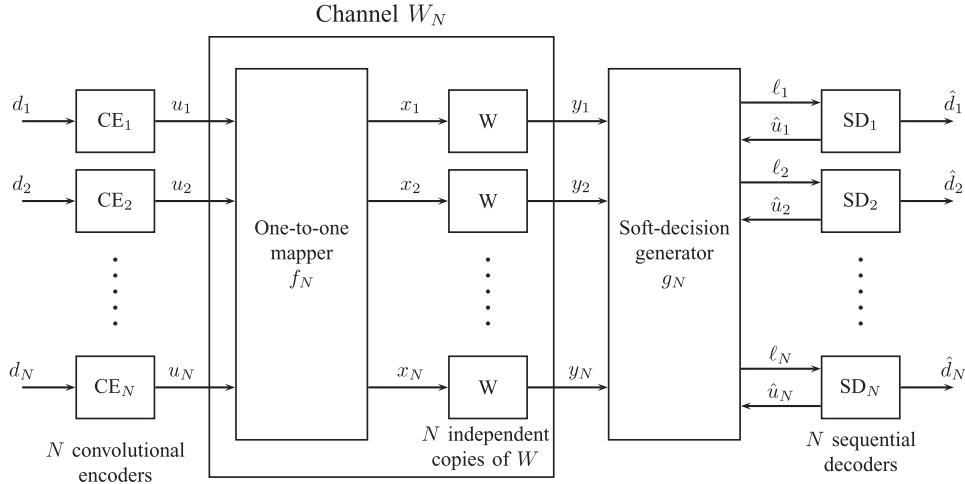 Channel W_N
d_1 CE_1 u_1 x_1 W y_1 ℓ_1 û_1 SD_1 d̂_1
d_2 CE_2 u_2 x_2 W y_2 ℓ_2 û_2 SD_2 d̂_2
One-to-one
mapper
f_N
Soft-decision
generator
g_N
d_N CE_N u_N x_N W y_N ℓ_N û_N SD_N d̂_N
N convolutional
encoders
N independent
copies of W
N sequential
decoders